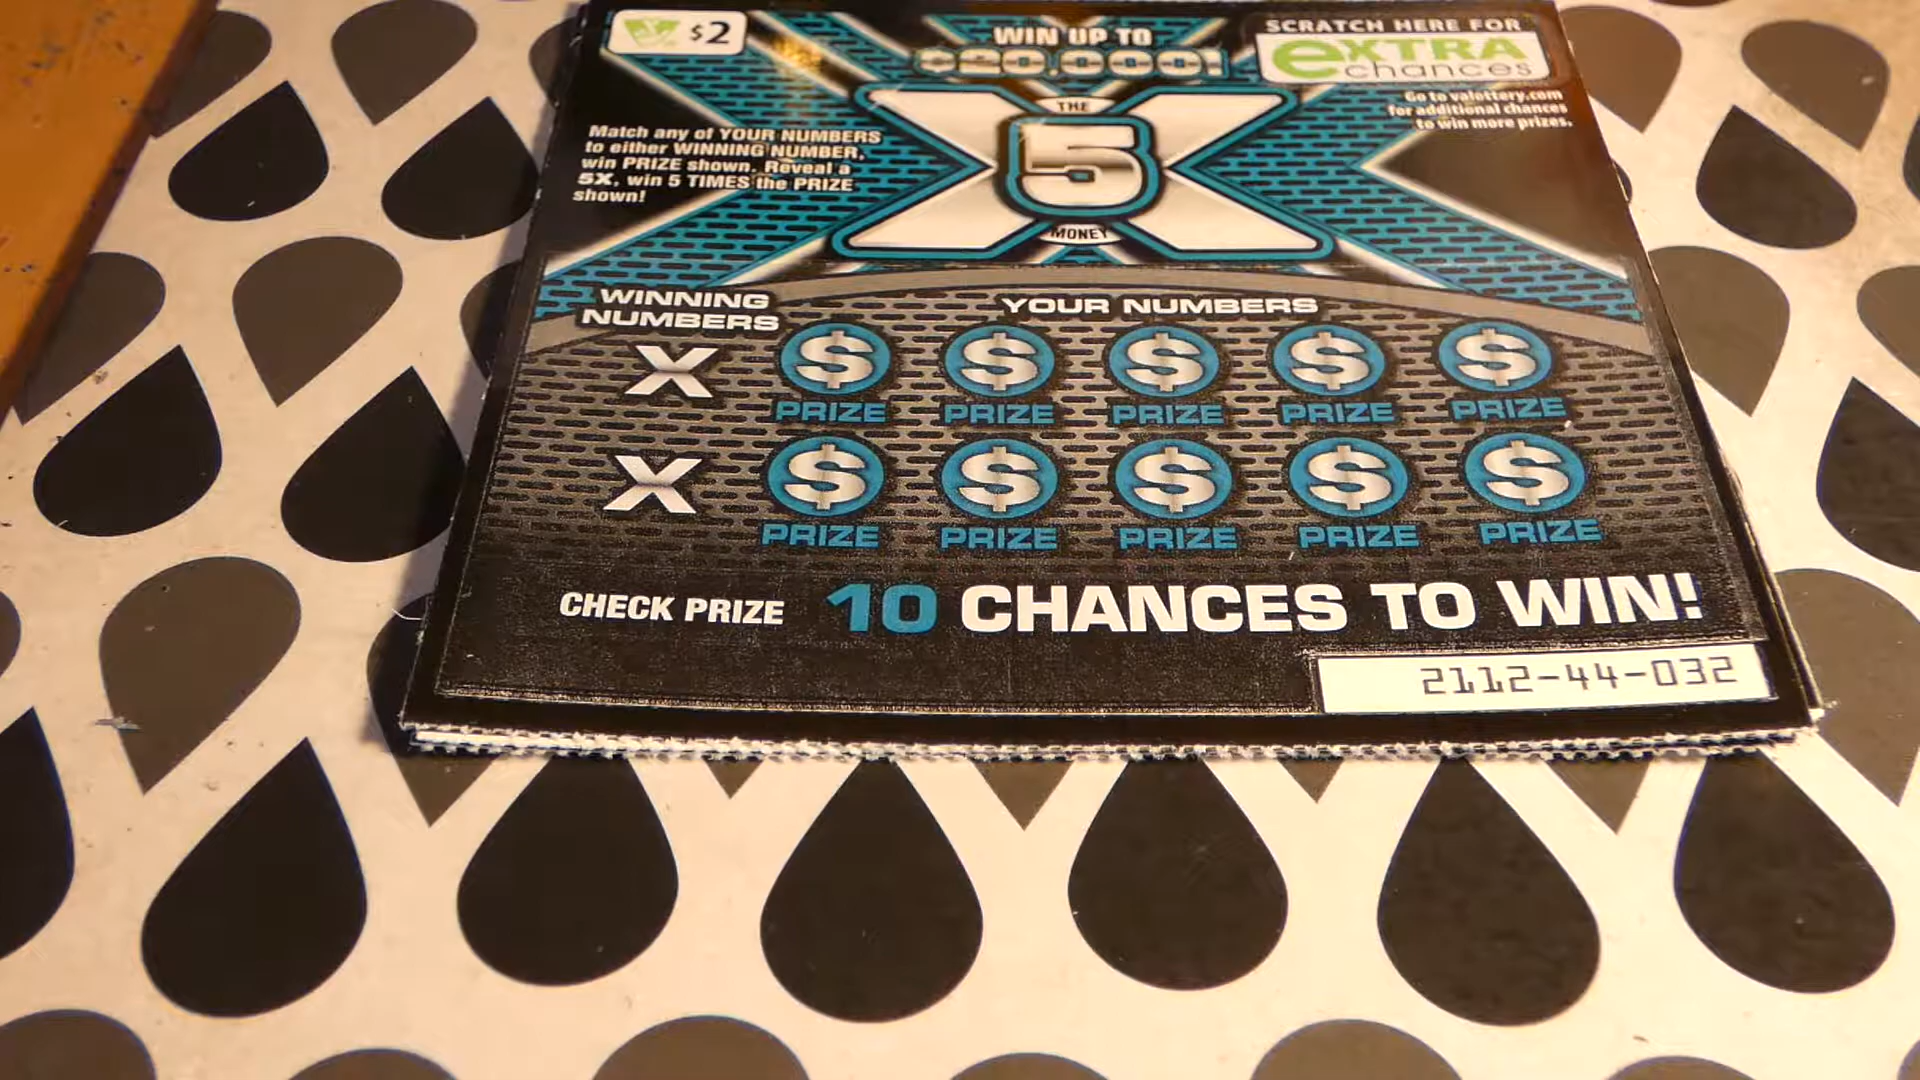 $2
WIN UP TO
$20,000!
SCRATCH HERE FOR
eXTRA
chances
Go to valottery.com
for additional chances
to win more prizes.
THE
5X
MONEY
Match any of YOUR NUMBERS
to either WINNING NUMBER,
win PRIZE shown. Reveal a
5X, win 5 TIMES the PRIZE
shown!
WINNING
NUMBERS
YOUR NUMBERS
X $ $ $ $ $
PRIZE PRIZE PRIZE PRIZE PRIZE
X $ $ $ $ $
PRIZE PRIZE PRIZE PRIZE PRIZE
CHECK PRIZE
10 CHANCES TO WIN!
2112-44-032